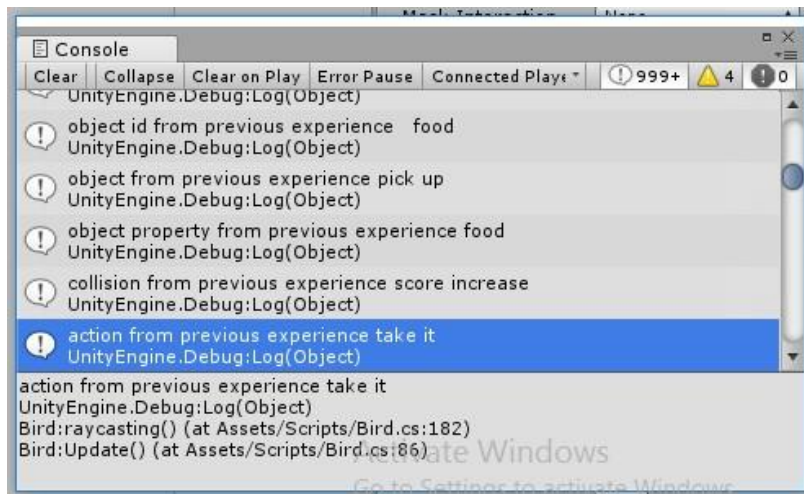 Mask Interaction None
Console
Clear Collapse Clear on Play Error Pause Connected Playe 999+ 4 0
UnityEngine.Debug:Log(Object)
object id from previous experience food
UnityEngine.Debug:Log(Object)
object from previous experience pick up
UnityEngine.Debug:Log(Object)
object property from previous experience food
UnityEngine.Debug:Log(Object)
collision from previous experience score increase
UnityEngine.Debug:Log(Object)
action from previous experience take it
UnityEngine.Debug:Log(Object)
action from previous experience take it
UnityEngine.Debug:Log(Object)
Bird:raycasting() (at Assets/Scripts/Bird.cs:182)
Bird:Update() (at Assets/Scripts/Bird.cs:86)
Activate Windows
Go to Settings to activate Windows